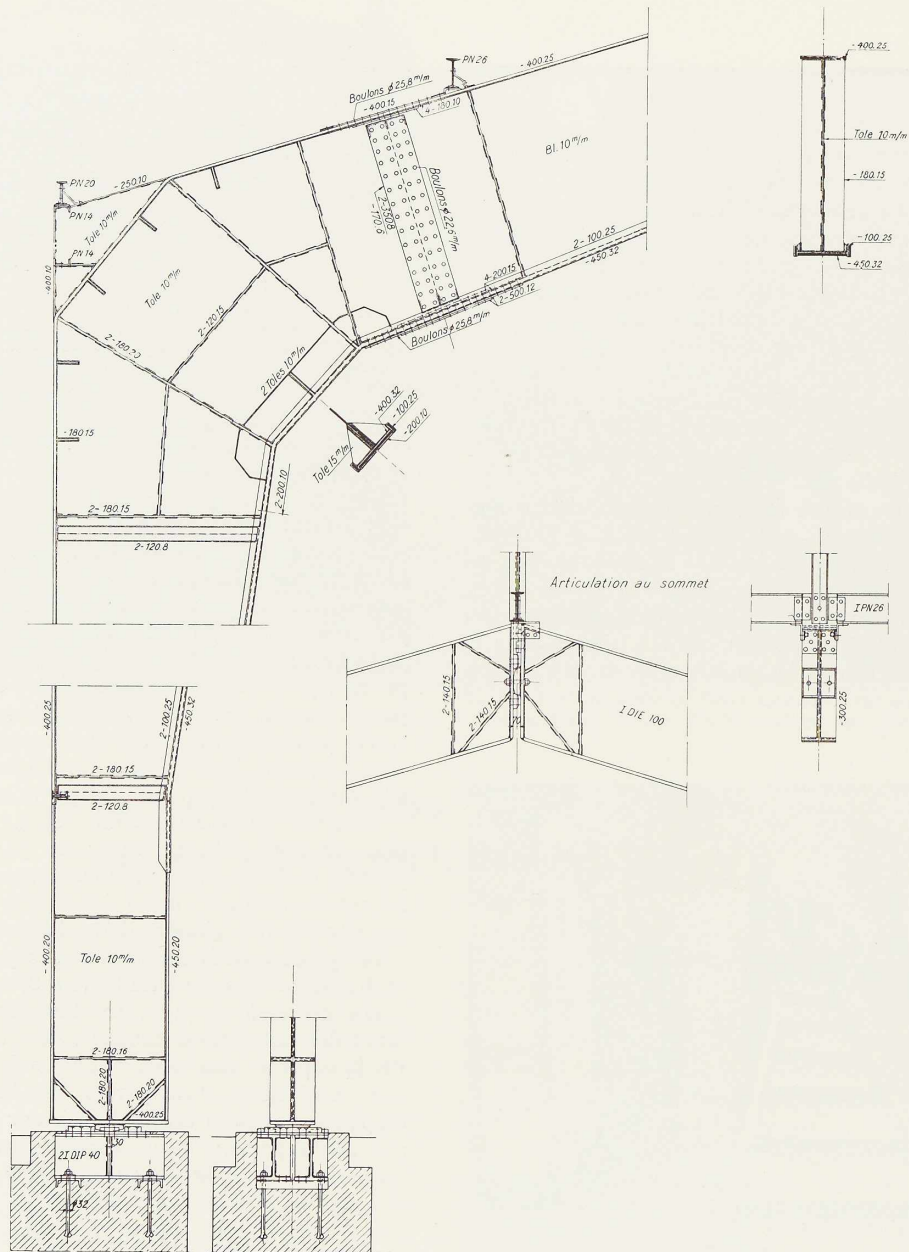 PN 26
-400.25
Boulons ϕ 25,8 m/m
-400.15
4-180.10
Bl. 10 m/m
PN 20
-250.10
PN 14
Tole 10 m/m
PN 14
-400.10
Tole 10 m/m
2-350.8
-170.6
Boulons ϕ 22,6 m/m
2-100.25
-450.32
4-200.15
2-500.12
Boulons ϕ 25,8 m/m
2-120.15
2-180.20
2 Toles 10 m/m
-400.32
-100.25
-200.10
Tole 15 m/m
-180.15
2-200.10
2-180.15
2-120.8
-400.25
Tole 10 m/m
-180.15
-100.25
-450.32
Articulation au sommet
2-140.15
2-140.15
I DIE 100
I PN 26
-300.25
-400.25
2-100.25
-450.32
2-180.15
2-120.8
-400.20
Tole 10 m/m
-450.20
2-180.16
2-180.20
2-180.20
-400.25
30
2I DIP 40
ϕ32